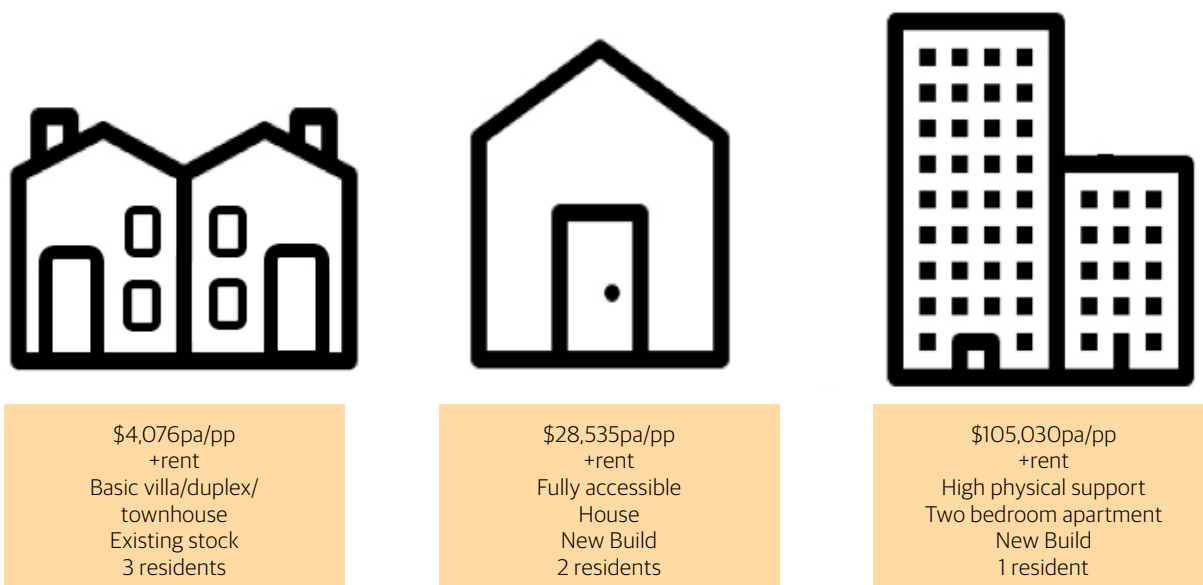 $4,076pa/pp
+rent
Basic villa/duplex/
townhouse
Existing stock
3 residents
$28,535pa/pp
+rent
Fully accessible
House
New Build
2 residents
$105,030pa/pp
+rent
High physical support
Two bedroom apartment
New Build
1 resident